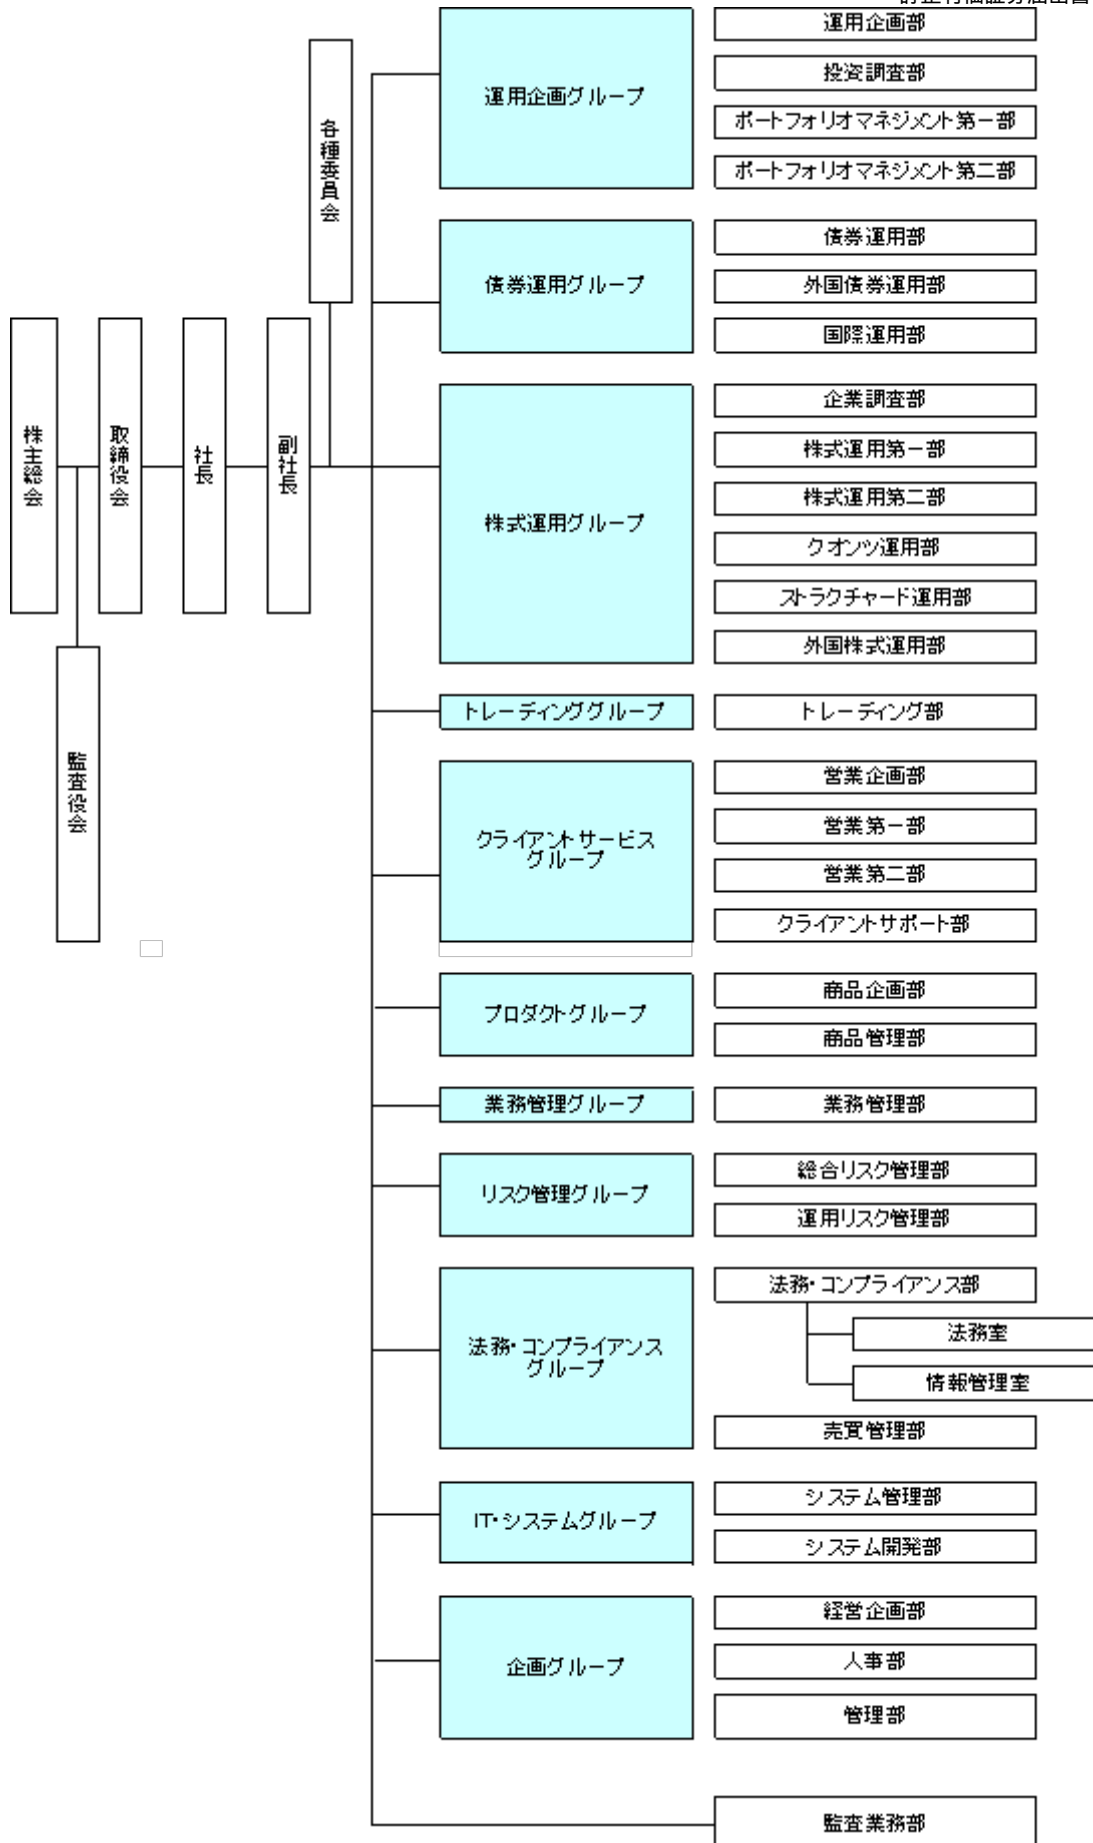 運用企画部
投資調査部
運用企画グループ
ポートフォリオマネジメント第一部
ポートフォリオマネジメント第二部
各種委員会
債券運用部
債券運用グループ
外国債券運用部
国際運用部
株主総会
取締役会
社長
副社長
企業調査部
株式運用第一部
株式運用第二部
株式運用グループ
クオンツ運用部
ストラクチャード運用部
外国株式運用部
トレーディンググループ
トレーディング部
監査役会
営業企画部
営業第一部
クライアントサービス
グループ
営業第二部
クライアントサポート部
商品企画部
プロダクトグループ
商品管理部
業務管理グループ
業務管理部
総合リスク管理部
リスク管理グループ
運用リスク管理部
法務・コンプライアンス部
法務室
法務・コンプライアンス
グループ
情報管理室
売買管理部
システム管理部
IT・システムグループ
システム開発部
経営企画部
人事部
企画グループ
管理部
監査業務部